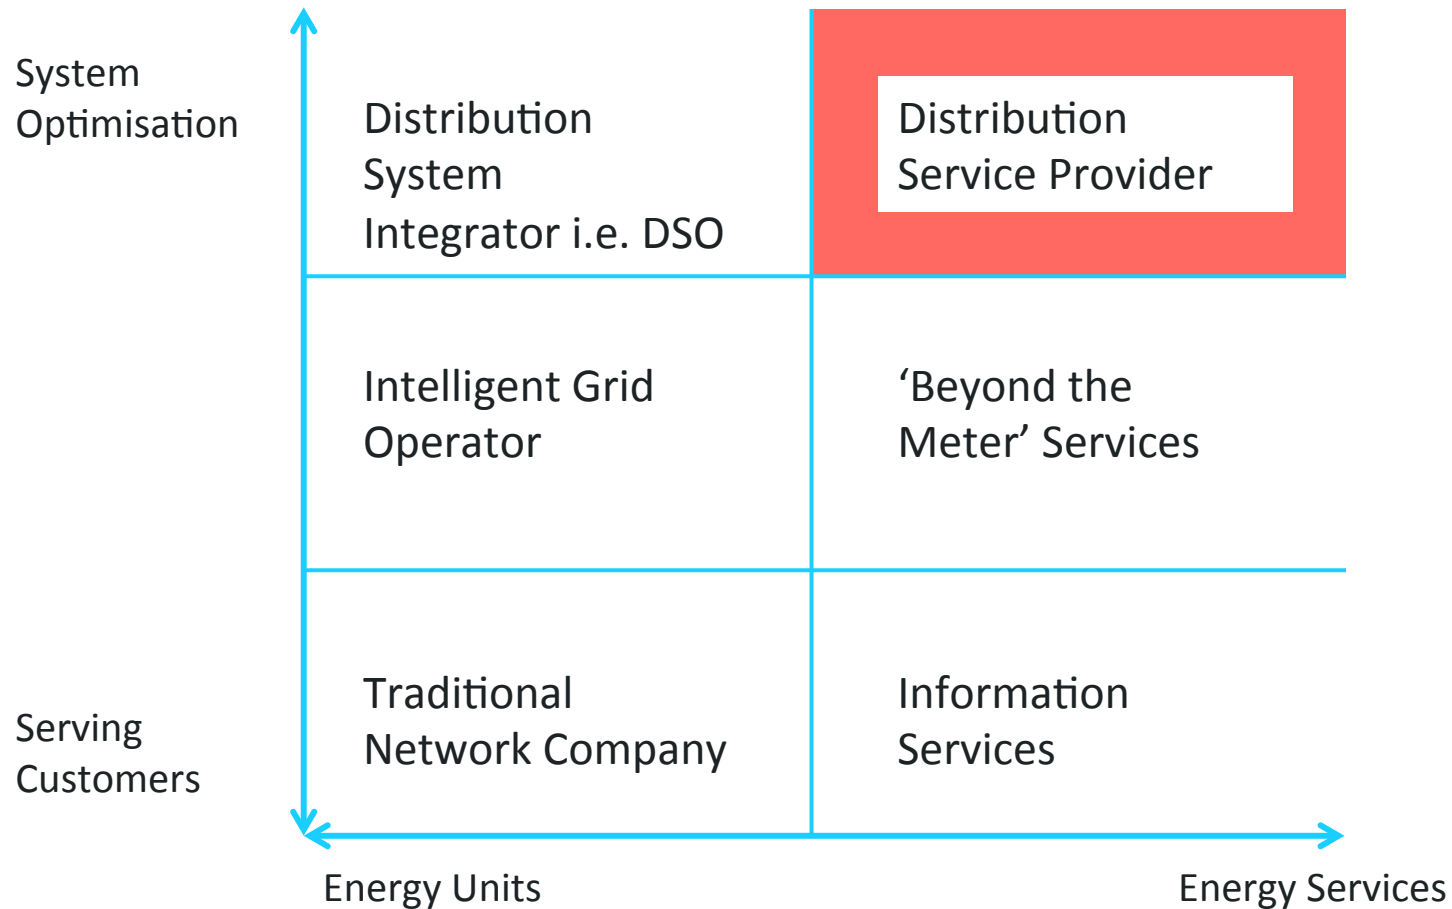 System
Optimisation
Distribution
System
Integrator i.e. DSO
Distribution
Service Provider
Intelligent Grid
Operator
‘Beyond the
Meter’ Services
Serving
Customers
Traditional
Network Company
Information
Services
Energy Units
Energy Services